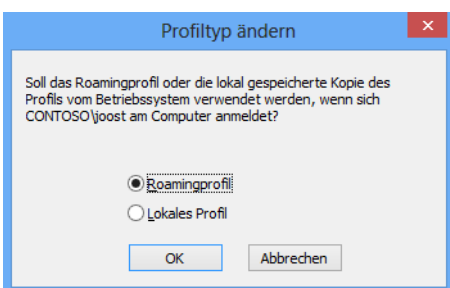 Profiltyp ändern
Soll das Roamingprofil oder die lokal gespeicherte Kopie des
Profils vom Betriebssystem verwendet werden, wenn sich
CONTOSO\joost am Computer anmeldet?
Roamingprofil
Lokales Profil
OK Abbrechen